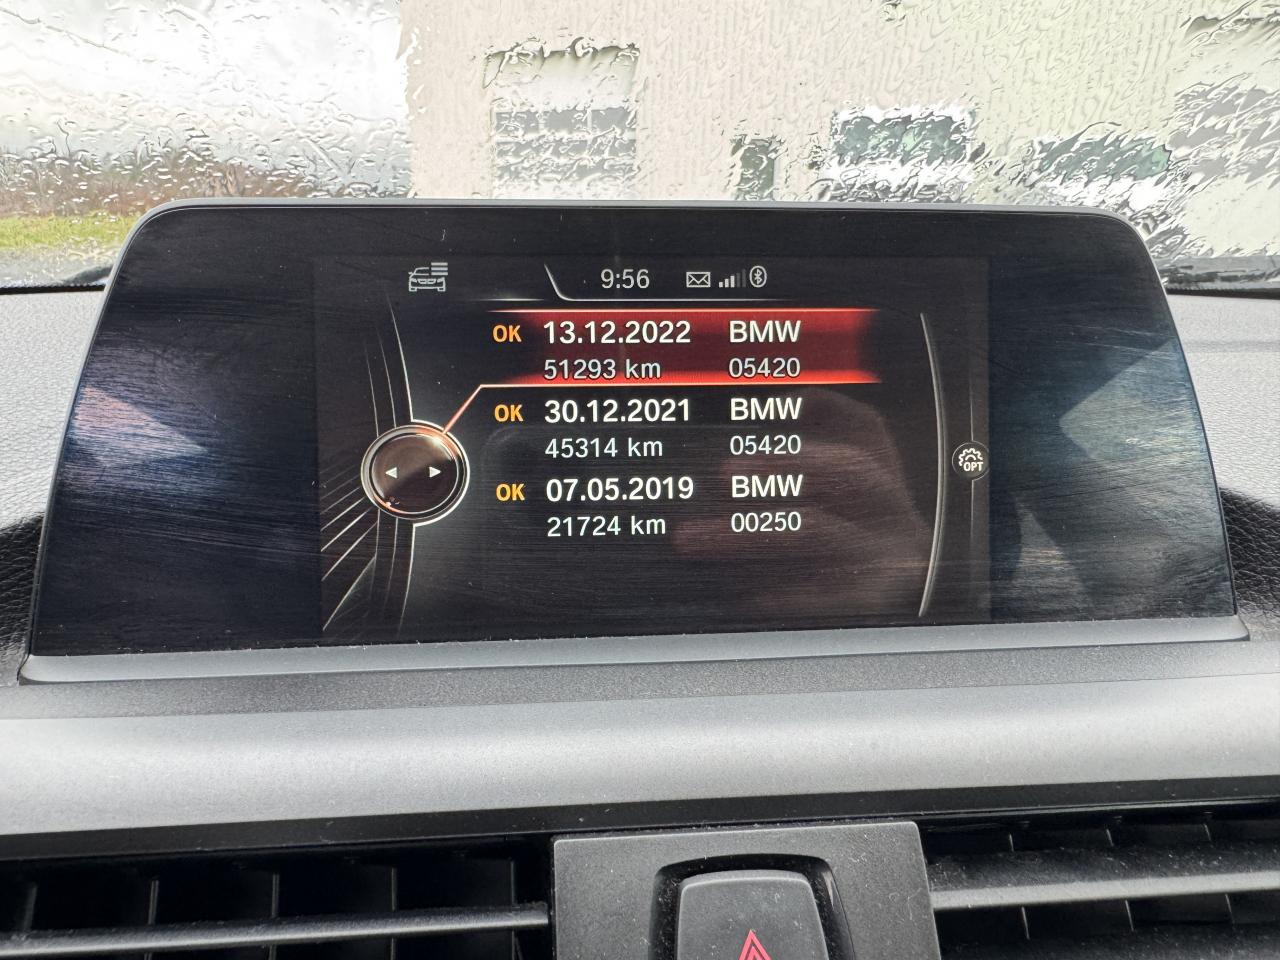 9:56
OK 13.12.2022 BMW
51293 km 05420
OK 30.12.2021 BMW
45314 km 05420
OK 07.05.2019 BMW
21724 km 00250
OPT